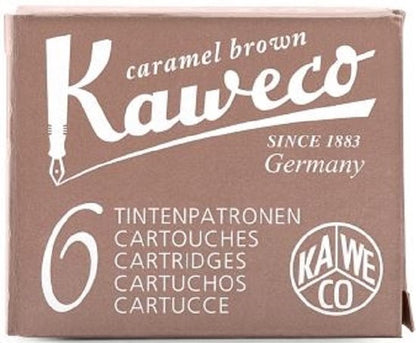 caramel brown
Kaweco
SINCE 1883
Germany
6
TINTENPATRONEN
CARTOUCHES
CARTRIDGES
CARTUCHOS
CARTUCCE
KA WE
CO